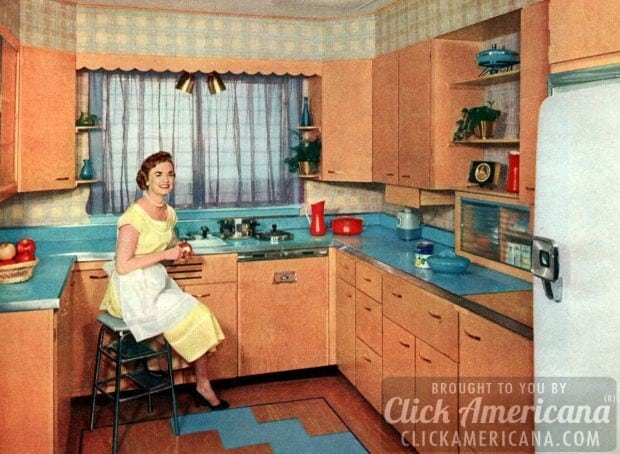 BROUGHT TO YOU BY
Click Americana (R)
CLICKAMERICANA.COM